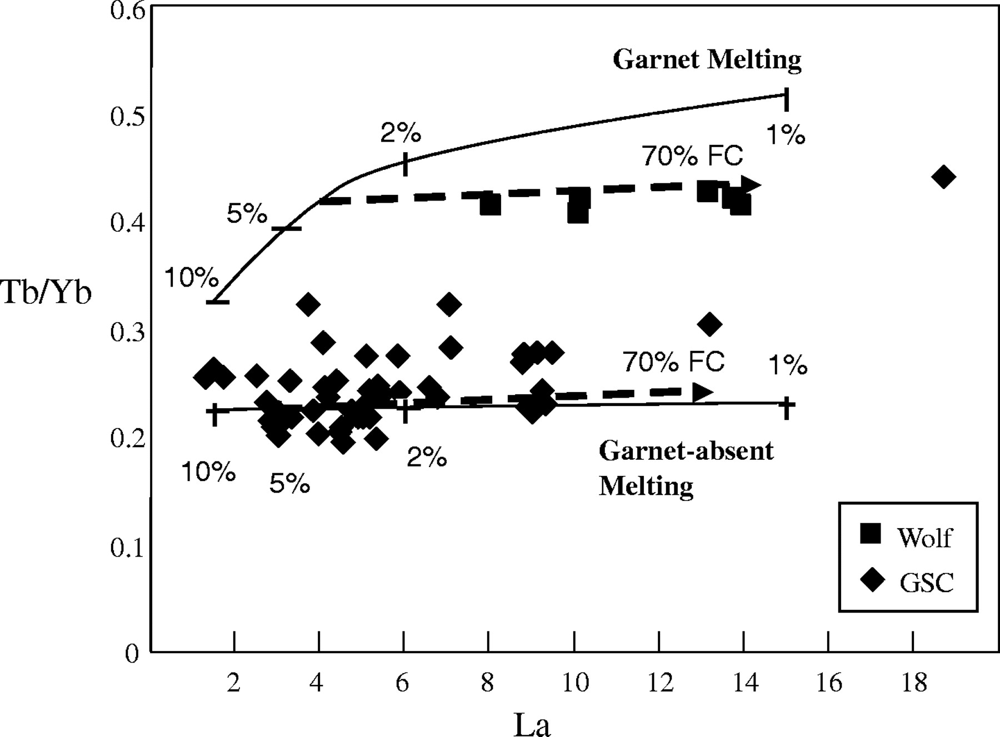 0.6
Garnet Melting
0.5
2%
1%
70% FC
5%
0.4
10%
Tb/Yb
0.3
70% FC
1%
0.2
2%
Garnet-absent
Melting
10%
5%
0.1
Wolf
GSC
0
2 4 6 8 10 12 14 16 18
La